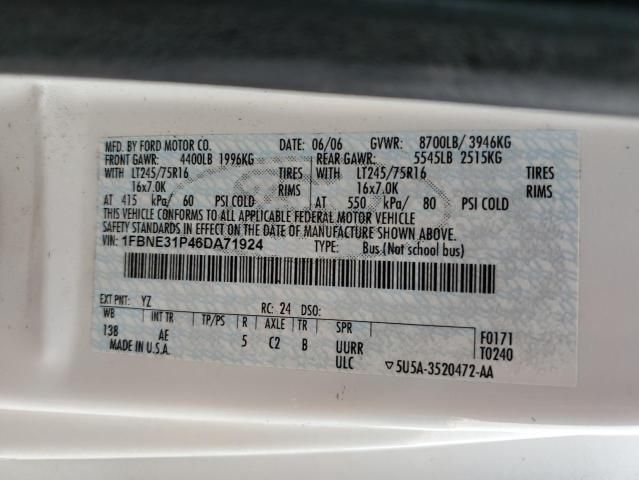 MFD. BY FORD MOTOR CO. DATE: 06/06 GVWR: 8700LB/ 3946KG
FRONT GAWR: 4400LB 1996KG REAR GAWR: 5545LB 2515KG
WITH LT245/75R16 TIRES WITH LT245/75R16 TIRES
16x7.0K RIMS 16x7.0K RIMS
AT 415 kPa/ 60 PSI COLD AT 550 kPa/ 80 PSI COLD
THIS VEHICLE CONFORMS TO ALL APPLICABLE FEDERAL MOTOR VEHICLE
SAFETY STANDARDS IN EFFECT ON THE DATE OF MANUFACTURE SHOWN ABOVE.
VIN: 1FBNE31P46DA71924 TYPE: Bus (Not school bus)
EXT PNT: YZ RC: 24 DSO:
WB INT TR TP/PS R AXLE TR SPR F0171
138 AE 5 C2 B UURR T0240
MADE IN U.S.A. ULC ▽5U5A-3520472-AA